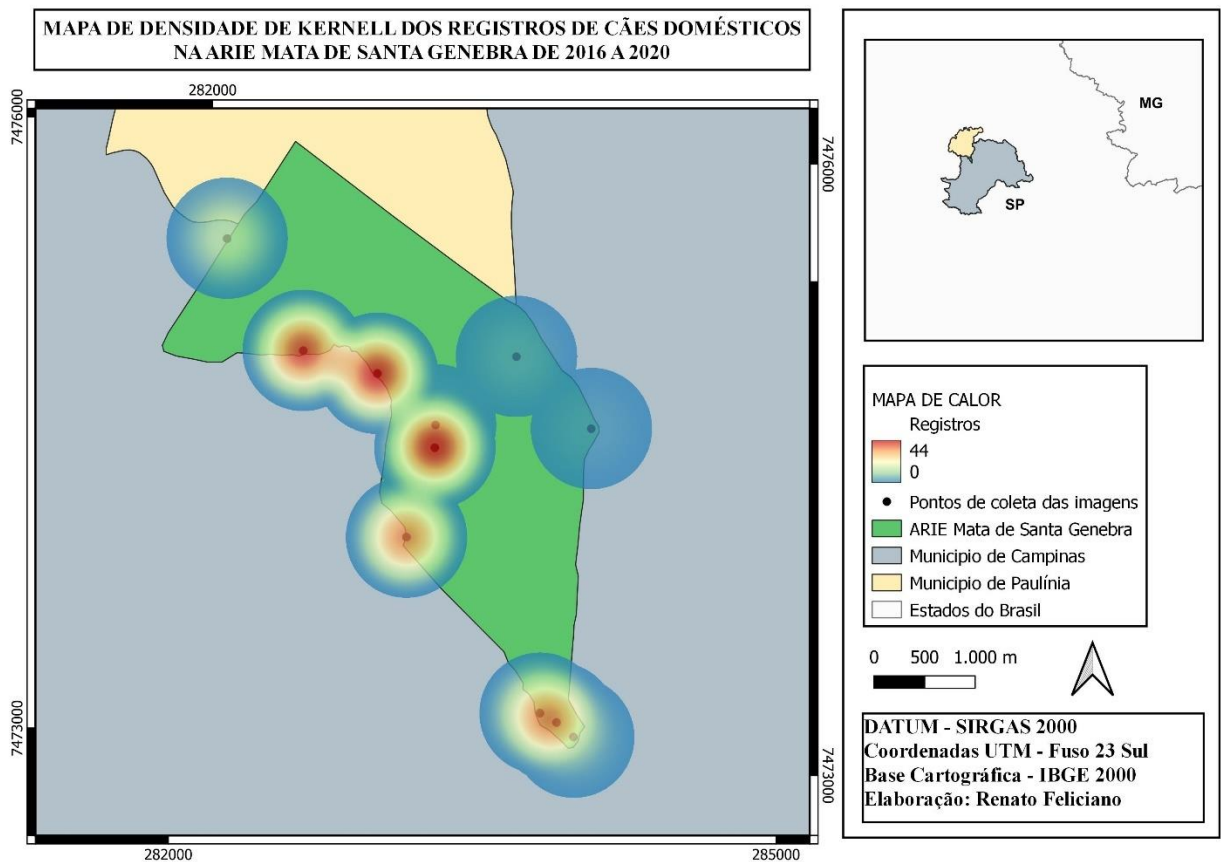 MAPA DE DENSIDADE DE KERNELL DOS REGISTROS DE CÃES DOMÉSTICOS
NA ARIE MATA DE SANTA GENEBRA DE 2016 A 2020
282000
7476000
7476000
7473000
7473000
282000
285000
MG
SP
MAPA DE CALOR
Registros
44
0
Pontos de coleta das imagens
ARIE Mata de Santa Genebra
Municipio de Campinas
Municipio de Paulínia
Estados do Brasil
0 500 1.000 m
DATUM - SIRGAS 2000
Coordenadas UTM - Fuso 23 Sul
Base Cartográfica - IBGE 2000
Elaboração: Renato Feliciano